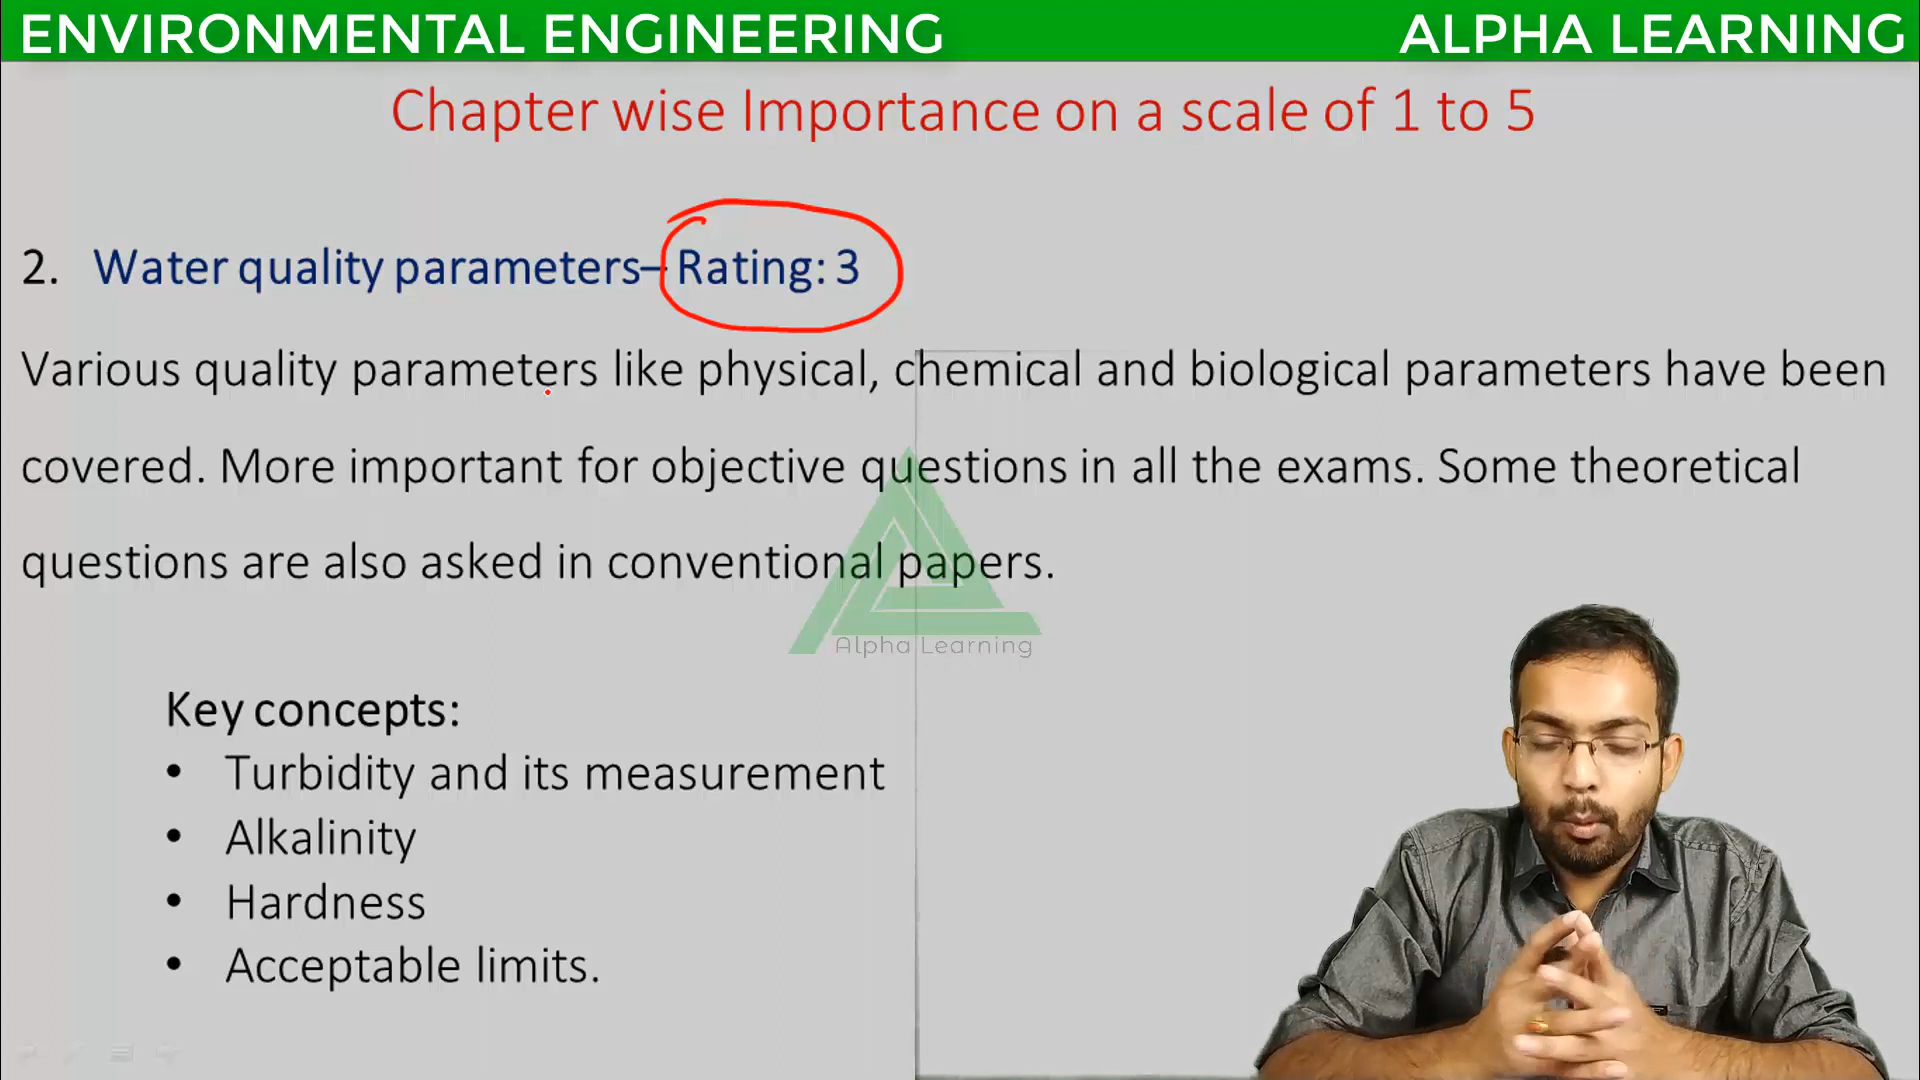 ENVIRONMENTAL ENGINEERING
ALPHA LEARNING
Chapter wise Importance on a scale of 1 to 5
2. Water quality parameters– Rating: 3
Various quality parameters like physical, chemical and biological parameters have been
covered. More important for objective questions in all the exams. Some theoretical
questions are also asked in conventional papers.
Alpha Learning
Key concepts:
• Turbidity and its measurement
• Alkalinity
• Hardness
• Acceptable limits.